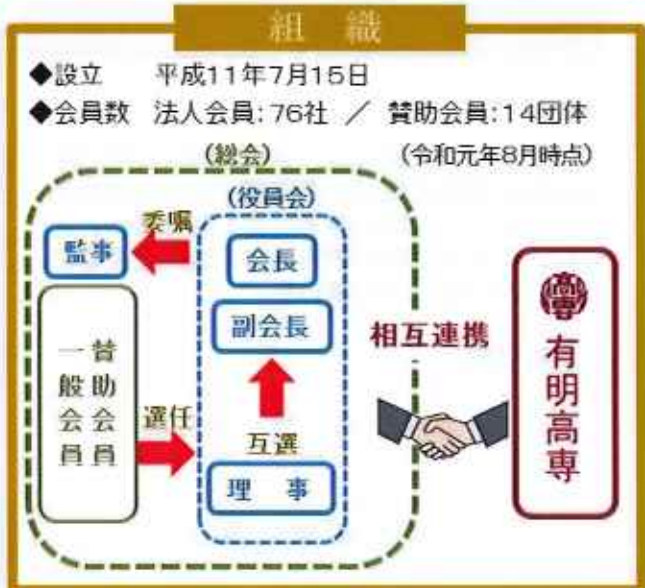 組織
◆設立 平成11年7月15日
◆会員数 法人会員:76社 / 賛助会員:14団体
(総会)
(令和元年8月時点)
(役員会)
委嘱
監事
会長
副会長
賛助会員
一般会員
選任
互選
理事
相互連携
高専
有明高専